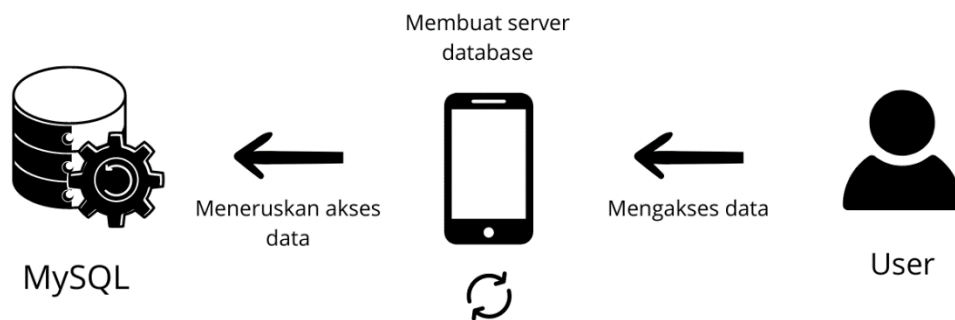 Membuat server
database
Meneruskan akses
data
Mengakses data
MySQL
User